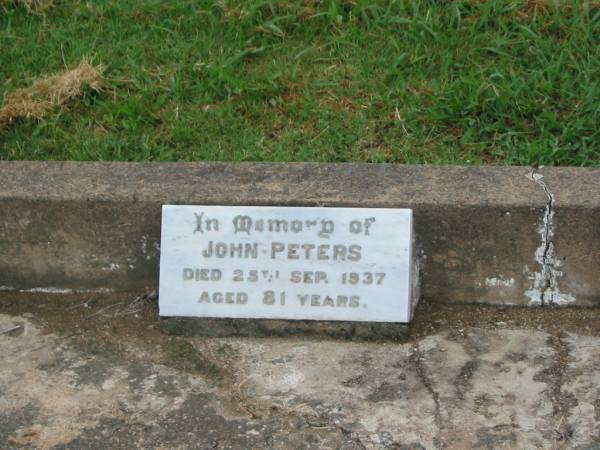 In Memory of
JOHN PETERS
DIED 25TH SEP. 1937
AGED 81 YEARS.